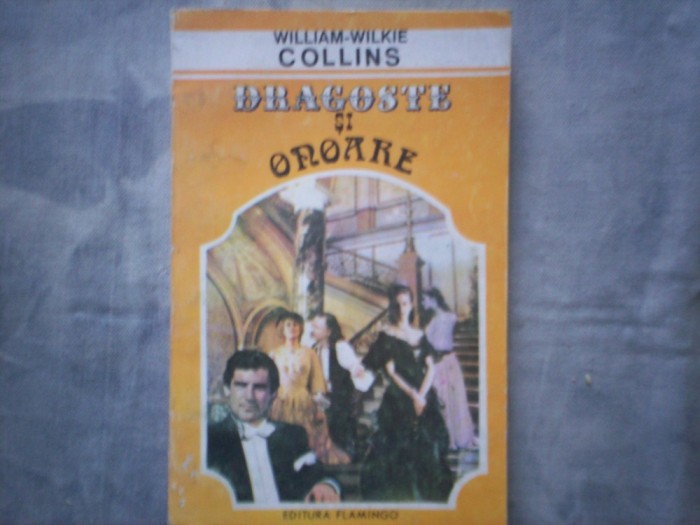 WILLIAM-WILKIE
COLLINS
DRAGOSTE
ȘI
ONOARE
EDITURA FLAMINGO